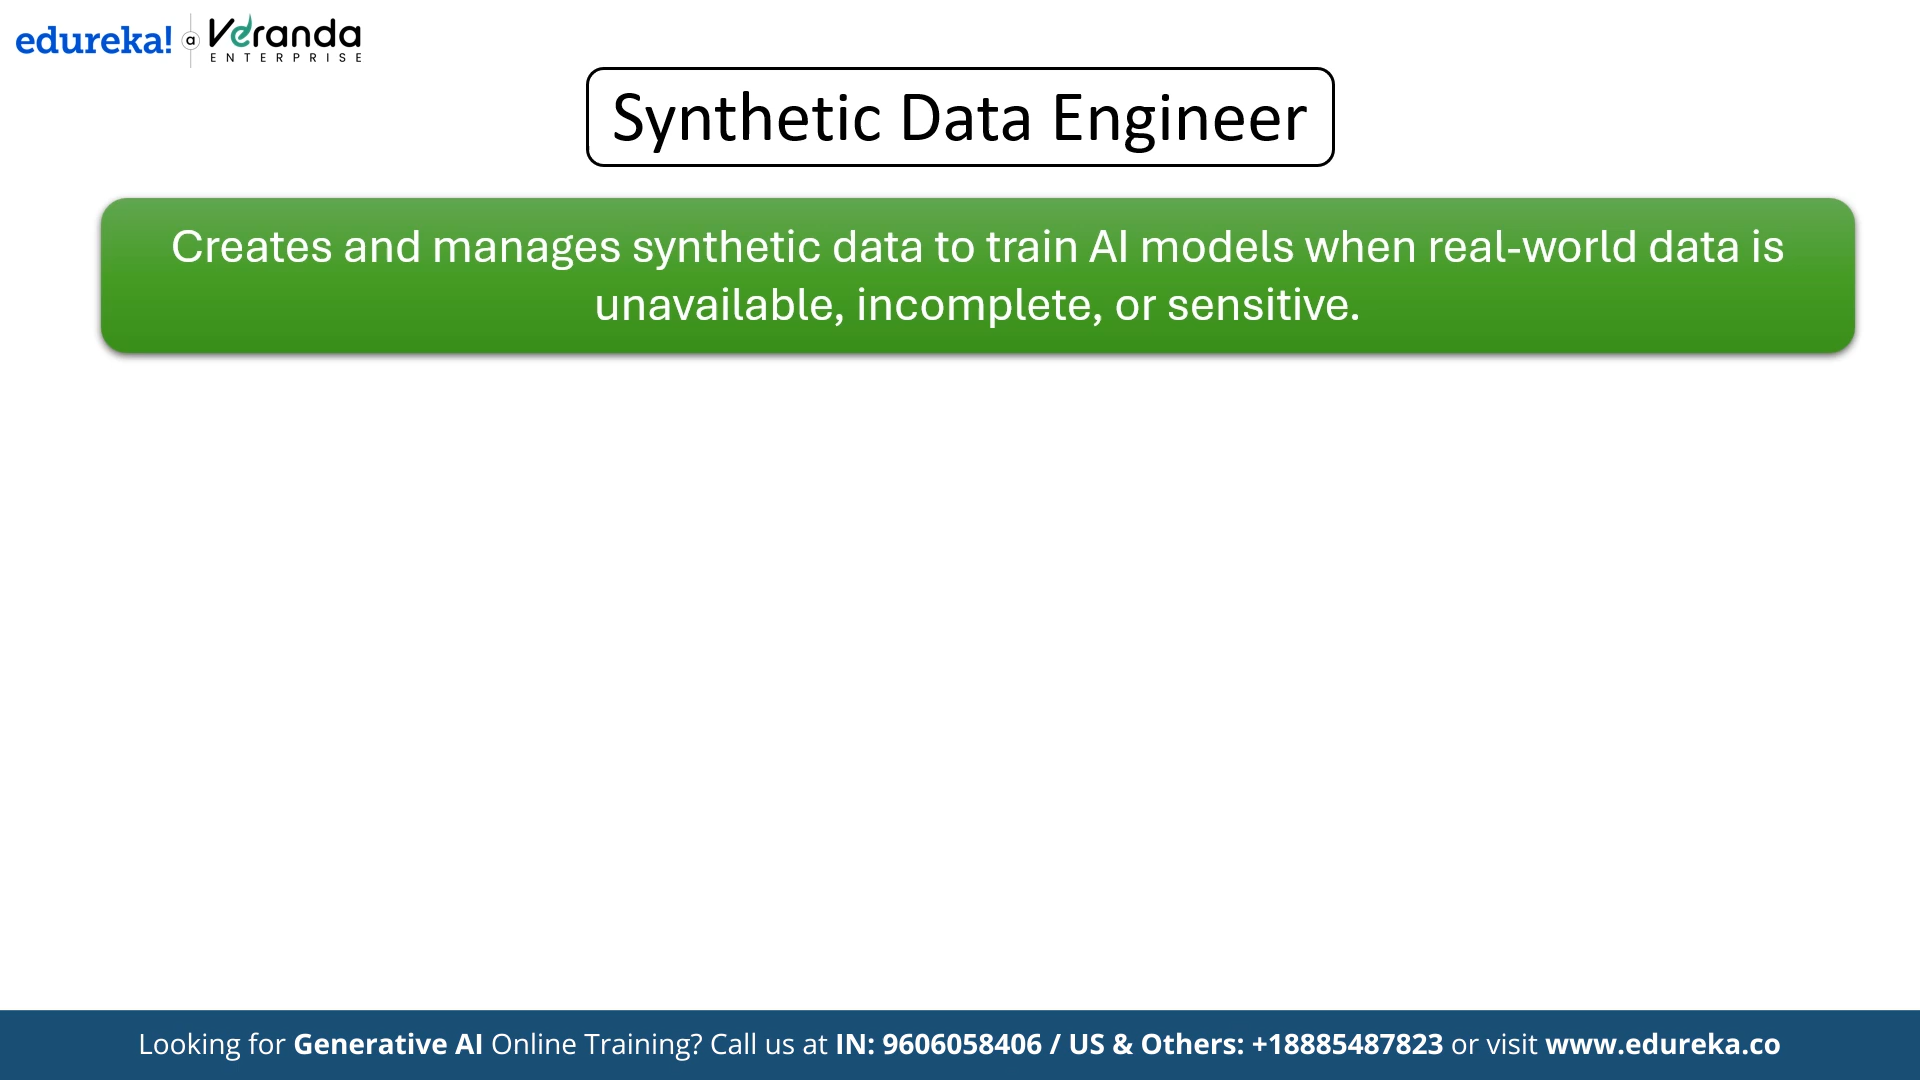 edureka! a Veranda
ENTERPRISE
Synthetic Data Engineer
Creates and manages synthetic data to train AI models when real-world data is
unavailable, incomplete, or sensitive.
Looking for Generative AI Online Training? Call us at IN: 9606058406 / US & Others: +18885487823 or visit www.edureka.co